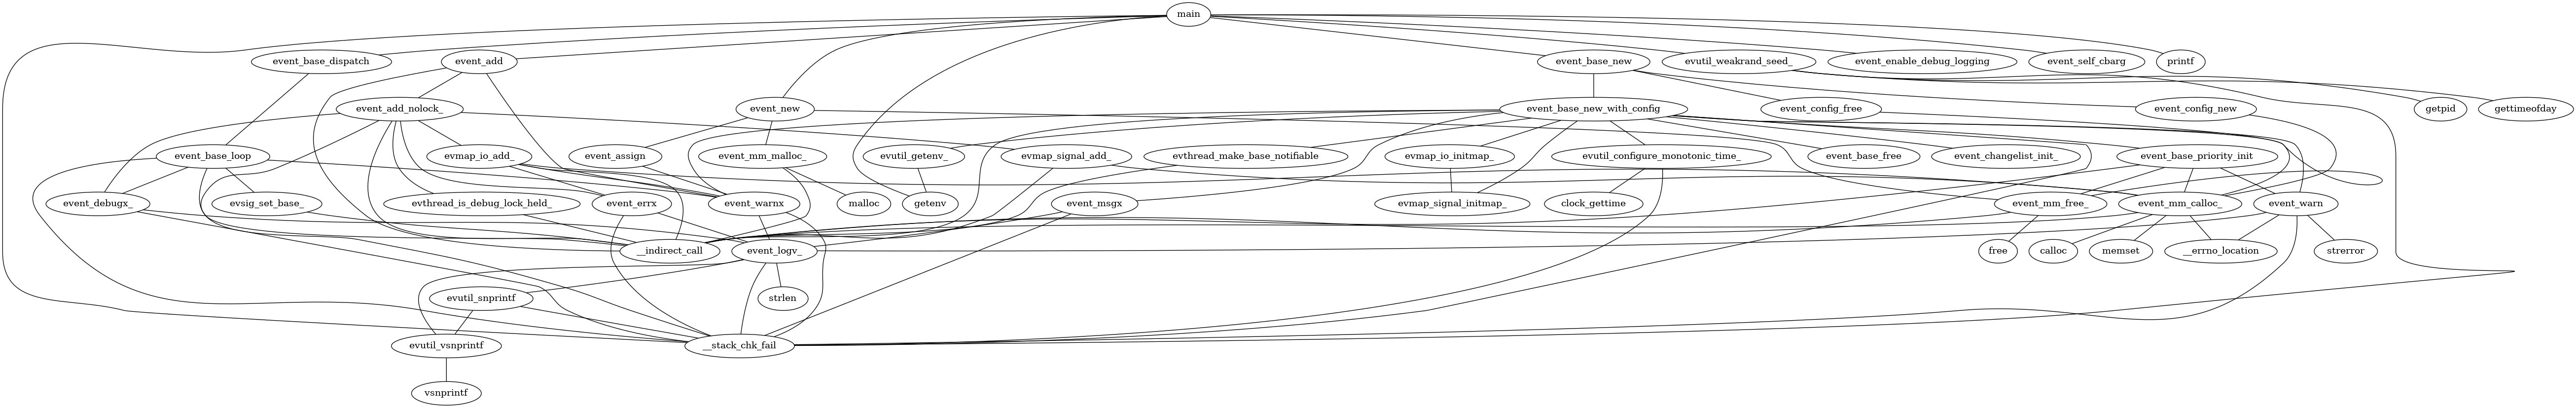 main
event_base_dispatch
event_add
event_base_new
evutil_weakrand_seed_
event_enable_debug_logging
event_self_cbarg
printf
event_add_nolock_
event_new
event_base_new_with_config
event_config_free
event_config_new
getpid
gettimeofday
event_base_loop
evmap_io_add_
event_assign
event_mm_malloc_
evutil_getenv_
evmap_signal_add_
evthread_make_base_notifiable
evmap_io_initmap_
evutil_configure_monotonic_time_
event_base_free
event_changelist_init_
event_base_priority_init
event_debugx_
evsig_set_base_
evthread_is_debug_lock_held_
event_errx
event_warnx
malloc
getenv
event_msgx
evmap_signal_initmap_
clock_gettime
event_mm_free_
event_mm_calloc_
event_warn
__indirect_call
event_logv_
free
calloc
memset
__errno_location
strerror
evutil_snprintf
strlen
evutil_vsnprintf
__stack_chk_fail
vsnprintf